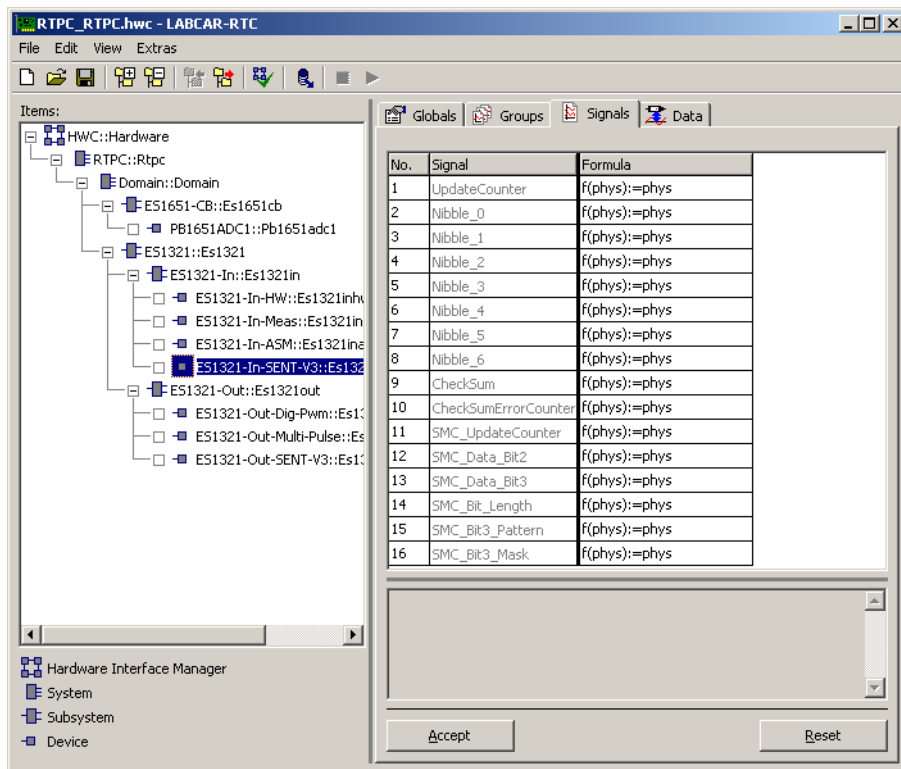 RTPC_RTPC.hwc - LABCAR-RTC
File Edit View Extras
Items:
HWC::Hardware
RTPC::Rtpc
Domain::Domain
ES1651-CB::Es1651cb
PB1651ADC1::Pb1651adc1
ES1321::Es1321
ES1321-In::Es1321in
ES1321-In-HW::Es1321inh
ES1321-In-Meas::Es1321in
ES1321-In-ASM::Es1321ina
ES1321-In-SENT-V3::Es132
ES1321-Out::Es1321out
ES1321-Out-Dig-Pwm::Es13
ES1321-Out-Multi-Pulse::Es
ES1321-Out-SENT-V3::Es13
Hardware Interface Manager
System
Subsystem
Device
Globals Groups Signals Data
No. Signal Formula
1 UpdateCounter f(phys):=phys
2 Nibble_0 f(phys):=phys
3 Nibble_1 f(phys):=phys
4 Nibble_2 f(phys):=phys
5 Nibble_3 f(phys):=phys
6 Nibble_4 f(phys):=phys
7 Nibble_5 f(phys):=phys
8 Nibble_6 f(phys):=phys
9 CheckSum f(phys):=phys
10 CheckSumErrorCounter f(phys):=phys
11 SMC_UpdateCounter f(phys):=phys
12 SMC_Data_Bit2 f(phys):=phys
13 SMC_Data_Bit3 f(phys):=phys
14 SMC_Bit_Length f(phys):=phys
15 SMC_Bit3_Pattern f(phys):=phys
16 SMC_Bit3_Mask f(phys):=phys
Accept Reset